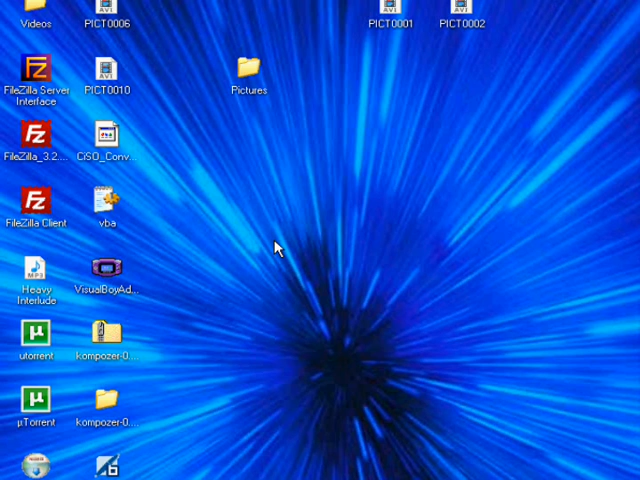 Videos
PICT0006
PICT0001
PICT0002
FileZilla Server
Interface
PICT0010
Pictures
FileZilla_3.2....
CiSO_Conv...
FileZilla Client
vba
Heavy
Interlude
VisualBoyAd...
utorrent
kompozer-0....
µTorrent
kompozer-0....